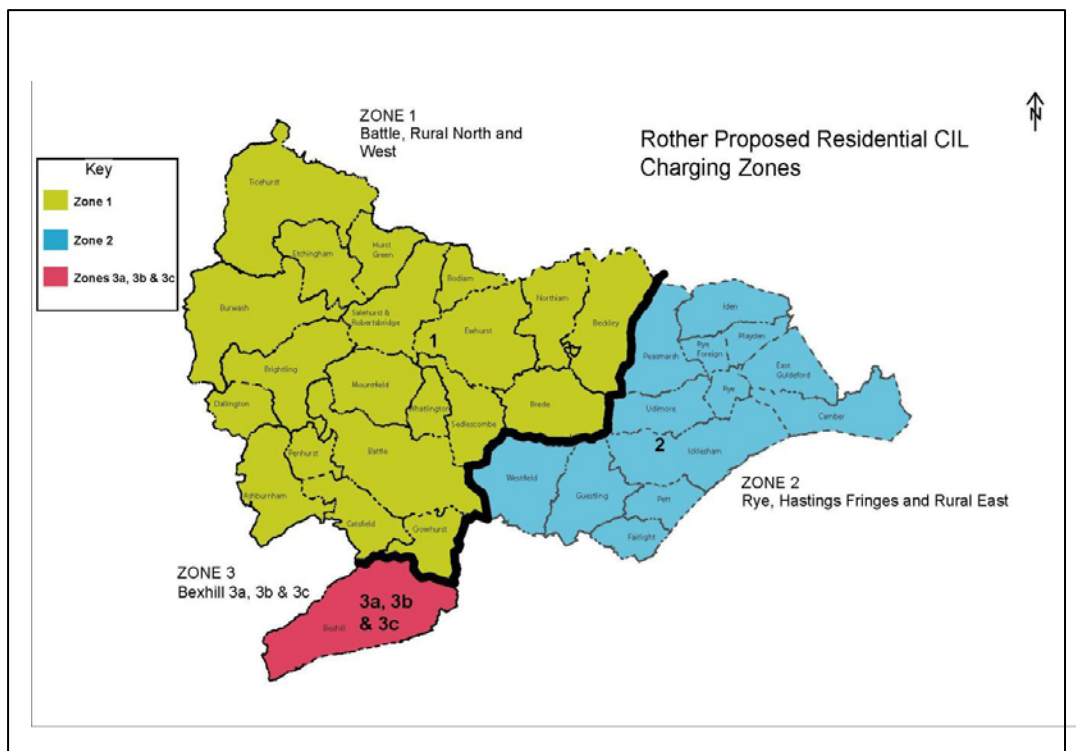 ZONE 1
Battle, Rural North and
West
N
Rother Proposed Residential CIL
Charging Zones
Key
Zone 1
Zone 2
Zones 3a, 3b & 3c
Ticehurst
Etchingham
Hurst
Green
Bodiam
Northiam
Beckley
Burwash
Salehurst &
Robertsbridge
Ewhurst
1
Brightling
Mountfield
Whatlington
Sedlescombe
Brede
Dallington
Penhurst
Battle
Ashburnham
Catsfield
Crowhurst
Iden
Playden
Rye
Foreign
East
Guldeford
Peasmarsh
Rye
Udimore
Camber
2
Icklesham
Westfield
Guestling
Pett
Fairlight
ZONE 2
Rye, Hastings Fringes and Rural East
ZONE 3
Bexhill 3a, 3b & 3c
3a, 3b
& 3c
Bexhill